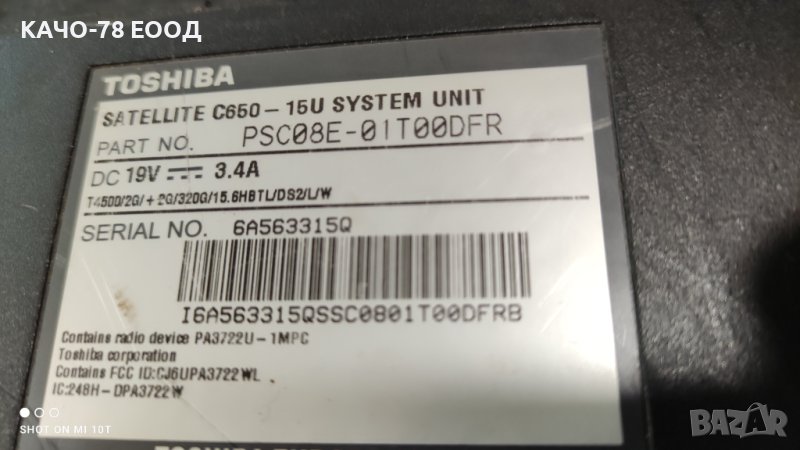 КАЧО-78 ЕООД
TOSHIBA
SATELLITE C650-15U SYSTEM UNIT
PART NO. PSC08E-01T00DFR
DC 19V 3.4A
T4500/2G/+2G/320G/15.6HBTL/DS2/L/W
SERIAL NO. 6A563315Q
I6A563315QSSC0801T00DFRB
Contains radio device PA3722U-1MPC
Toshiba corporation
Contains FCC ID:CJ6UPA3722WL
IC:248H-DPA3722W
SHOT ON MI 10T
BAZAR
TOSHIBA